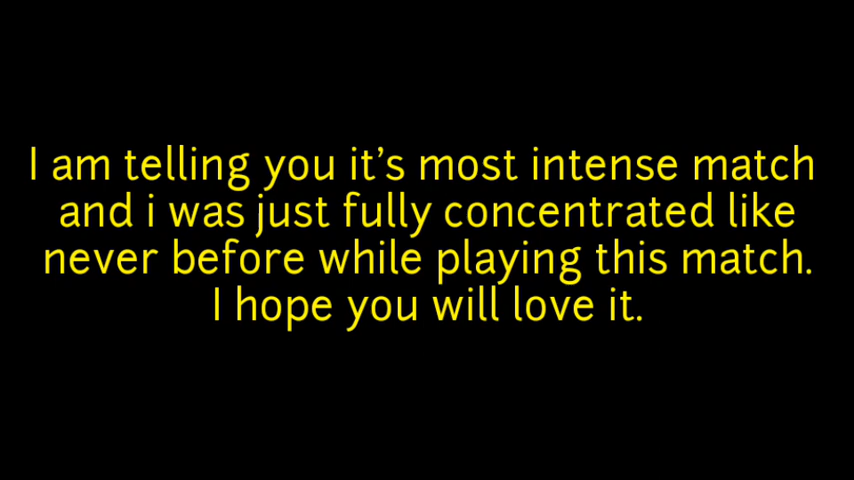 I am telling you it’s most intense match
and i was just fully concentrated like
never before while playing this match.
I hope you will love it.